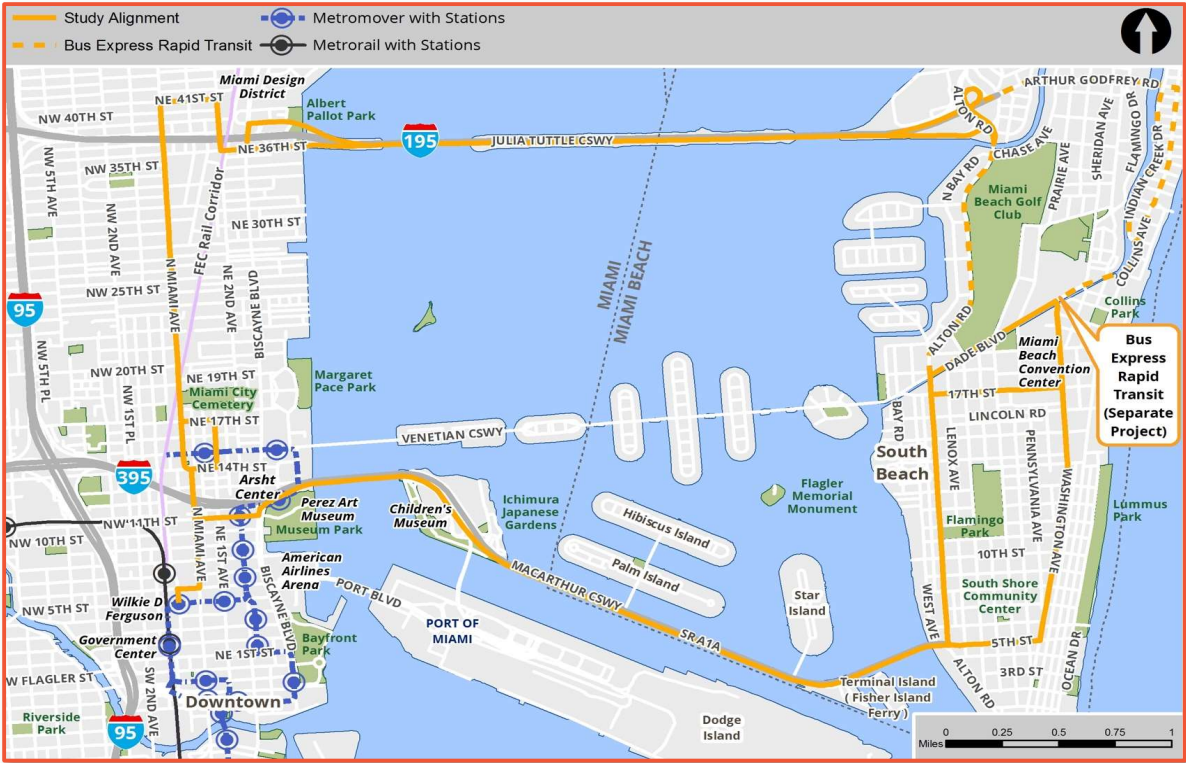 Study Alignment
Bus Express Rapid Transit
Metromover with Stations
Metrorail with Stations
Miami Design
District
NE 41ST ST
NW 40TH ST
Albert
Pallot Park
195
JULIA TUTTLE CSWY
NE 36TH ST
NW 35TH ST
NW 5TH AVE
NW 2ND AVE
FEC Rail Corridor
NE 30TH ST
N MIAMI AVE
NE 2ND AVE
BISCAYNE BLVD
NW 25TH ST
95
NW 5TH PL
NW 20TH ST
NE 19TH ST
Miami City
Cemetery
NW 1ST PL
NE 17TH ST
Margaret
Pace Park
NE 14TH ST
395
Arsht
Center
Perez Art
Museum
Museum Park
NW 11TH ST
NW 10TH ST
N MIAMI AVE
NE 1ST AVE
American
Airlines
Arena
BISCAYNE BLVD
PORT BLVD
Wilkie D
Ferguson
NW 5TH ST
Government
Center
NE 1ST ST
Bayfront
Park
W FLAGLER ST
SW 2ND AVE
Downtown
Riverside
Park
95
MIAMI
MIAMI BEACH
VENETIAN CSWY
Children's
Museum
Ichimura
Japanese
Gardens
Hibiscus Island
Palm Island
MACARTHUR CSWY
SR A1A
PORT OF
MIAMI
Star
Island
Flagler
Memorial
Monument
Terminal Island
( Fisher Island
Ferry )
Dodge
Island
ARTHUR GODFREY RD
ALTON RD
CHASE AVE
N BAY RD
PRAIRIE AVE
SHERIDAN AVE
FLAMINGO DR
INDIAN CREEK DR
Miami
Beach Golf
Club
COLLINS AVE
Collins
Park
ALTON RD
DADE BLVD
Miami
Beach
Convention
Center
Bus
Express
Rapid
Transit
(Separate
Project)
17TH ST
LINCOLN RD
BAY RD
South
Beach
LENOX AVE
PENNSYLVANIA AVE
WASHINGTON AVE
Lummus
Park
Flamingo
Park
10TH ST
South Shore
Community
Center
WEST AVE
5TH ST
3RD ST
ALTON RD
OCEAN DR
0 0.25 0.5 0.75 1
Miles